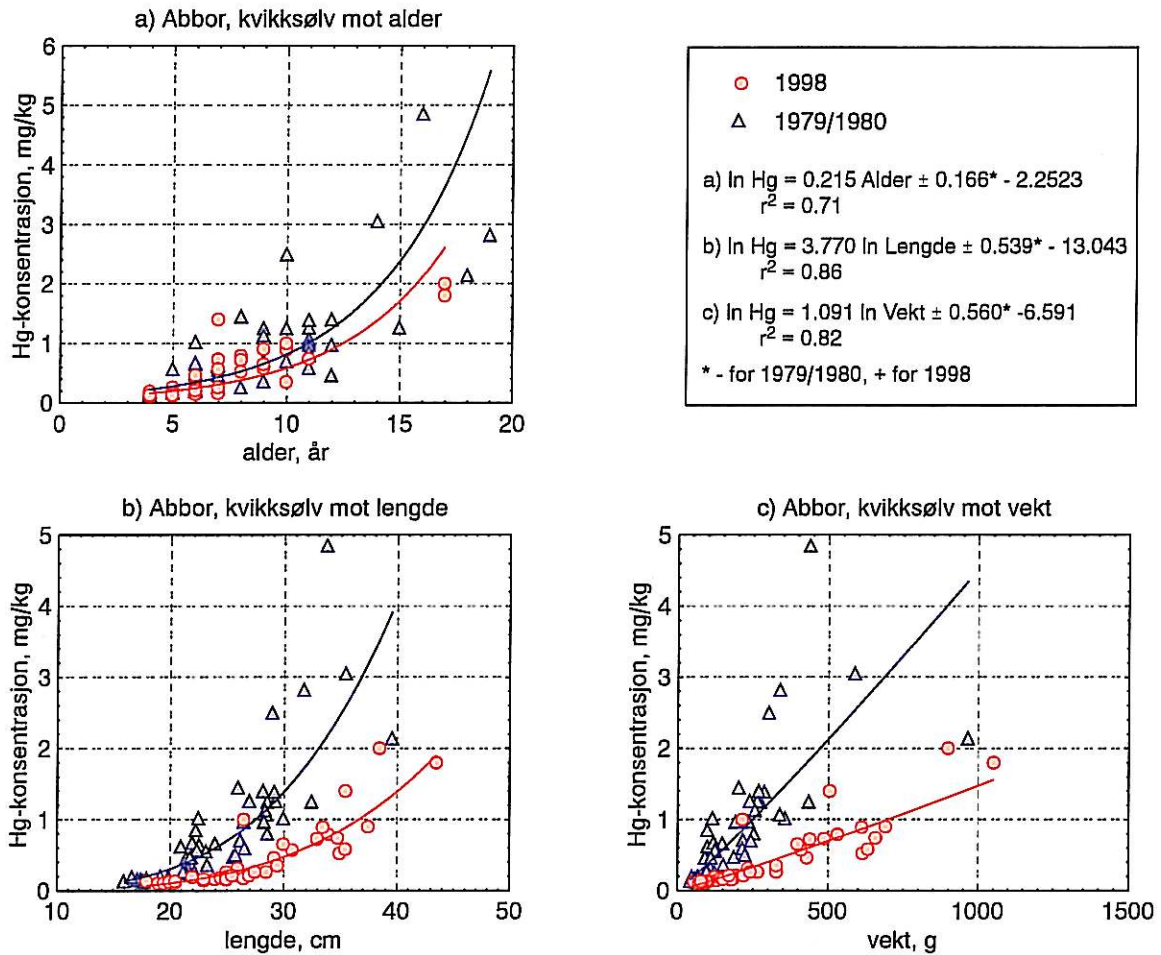 a) Abbor, kvikksølv mot alder
Hg-konsentrasjon, mg/kg
6
5
4
3
2
1
0
0 5 10 15 20
alder, år
1998
1979/1980
a) ln Hg = 0.215 Alder ± 0.166* - 2.2523
r² = 0.71
b) ln Hg = 3.770 ln Lengde ± 0.539* - 13.043
r² = 0.86
c) ln Hg = 1.091 ln Vekt ± 0.560* -6.591
r² = 0.82
* - for 1979/1980, + for 1998
b) Abbor, kvikksølv mot lengde
Hg-konsentrasjon, mg/kg
5
4
3
2
1
0
10 20 30 40 50
lengde, cm
c) Abbor, kvikksølv mot vekt
Hg-konsentrasjon, mg/kg
5
4
3
2
1
0
0 500 1000 1500
vekt, g